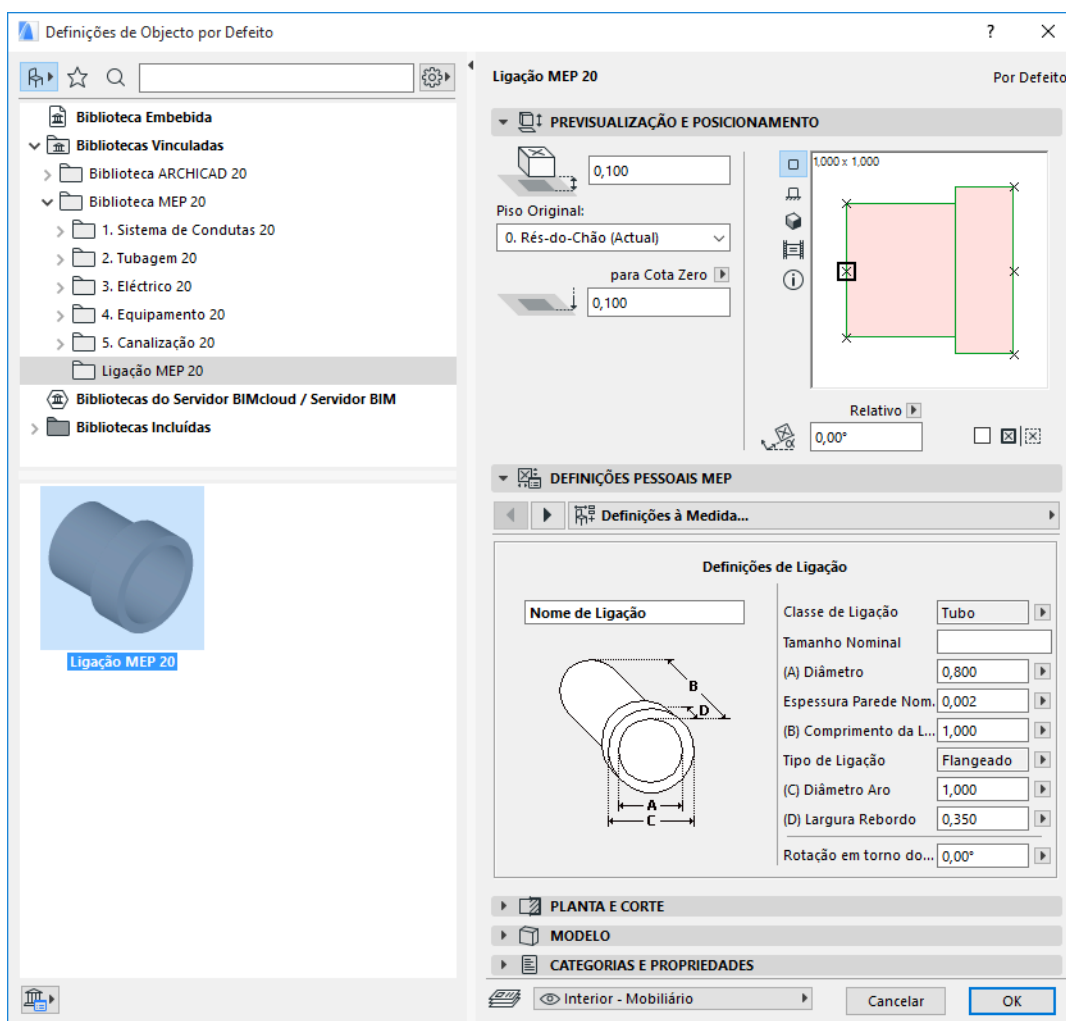 Definições de Objecto por Defeito
?
Biblioteca Embebida
Bibliotecas Vinculadas
Biblioteca ARCHICAD 20
Biblioteca MEP 20
1. Sistema de Condutas 20
2. Tubagem 20
3. Eléctrico 20
4. Equipamento 20
5. Canalização 20
Ligação MEP 20
Bibliotecas do Servidor BIMcloud / Servidor BIM
Bibliotecas Incluídas
Ligação MEP 20
Ligação MEP 20
Por Defeito
PREVISUALIZAÇÃO E POSICIONAMENTO
0,100
Piso Original:
0. Rés-do-Chão (Actual)
para Cota Zero
0,100
1,000 x 1,000
Relativo
α
0,00°
DEFINIÇÕES PESSOAIS MEP
Definições à Medida...
Definições de Ligação
Nome de Ligação
B
D
A
C
Classe de Ligação Tubo
Tamanho Nominal
(A) Diâmetro 0,800
Espessura Parede Nom. 0,002
(B) Comprimento da L... 1,000
Tipo de Ligação Flangeado
(C) Diâmetro Aro 1,000
(D) Largura Rebordo 0,350
Rotação em torno do... 0,00°
PLANTA E CORTE
MODELO
CATEGORIAS E PROPRIEDADES
Interior - Mobiliário
Cancelar
OK